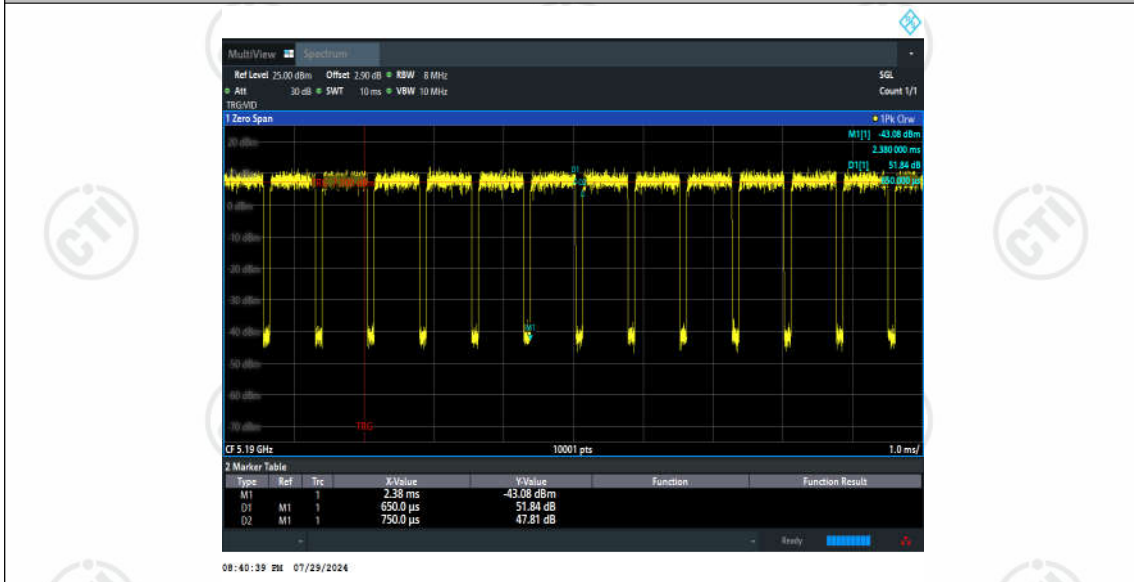 MultiView Spectrum
Ref Level 25.00 dBm Offset 2.90 dB RBW 8 MHz SGL
Att 30 dB SWT 10 ms VBW 10 MHz Count 1/1
TRG:VID
1 Zero Span 1Pk Clrw
M1[1] -43.08 dBm
20 dBm
2.380 000 ms
D1[1] 51.84 dB
D1
650.000 µs
0 dBm
-10 dBm
-20 dBm
-30 dBm
-40 dBm
M1
-50 dBm
-60 dBm
-70 dBm
TRG
CF 5.19 GHz 10001 pts 1.0 ms/
2 Marker Table
Type Ref Trc X-Value Y-Value Function Function Result
M1 1 2.38 ms -43.08 dBm
D1 M1 1 650.0 µs 51.84 dB
D2 M1 1 750.0 µs 47.81 dB
Ready
08:40:39 PM 07/29/2024
CTI
CTI